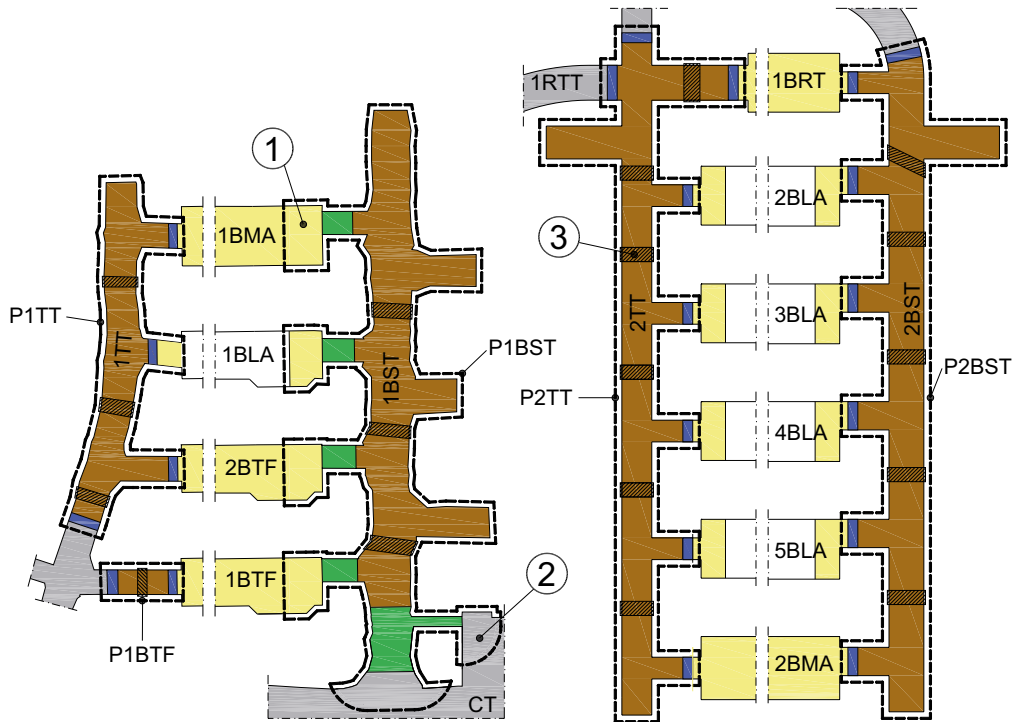 1RTT
1BRT
1
1BMA
2BLA
3
P1TT
1TT
1BLA
1BST
P1BST
2TT
3BLA
2BST
P2TT
P2BST
2BTF
4BLA
1BTF
2
5BLA
P1BTF
CT
2BMA